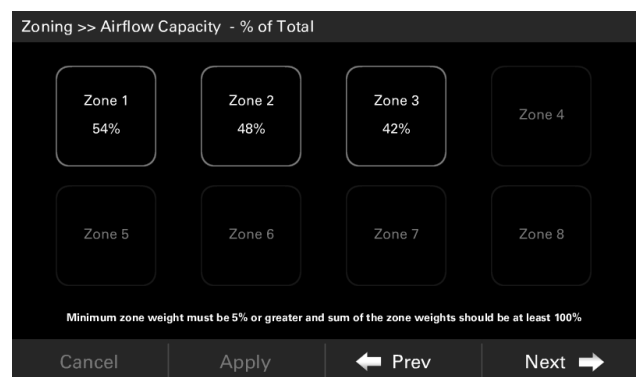 Zoning >> Airflow Capacity - % of Total
Zone 1
54%
Zone 2
48%
Zone 3
42%
Zone 4
Zone 5
Zone 6
Zone 7
Zone 8
Minimum zone weight must be 5% or greater and sum of the zone weights should be at least 100%
Cancel
Apply
Prev
Next